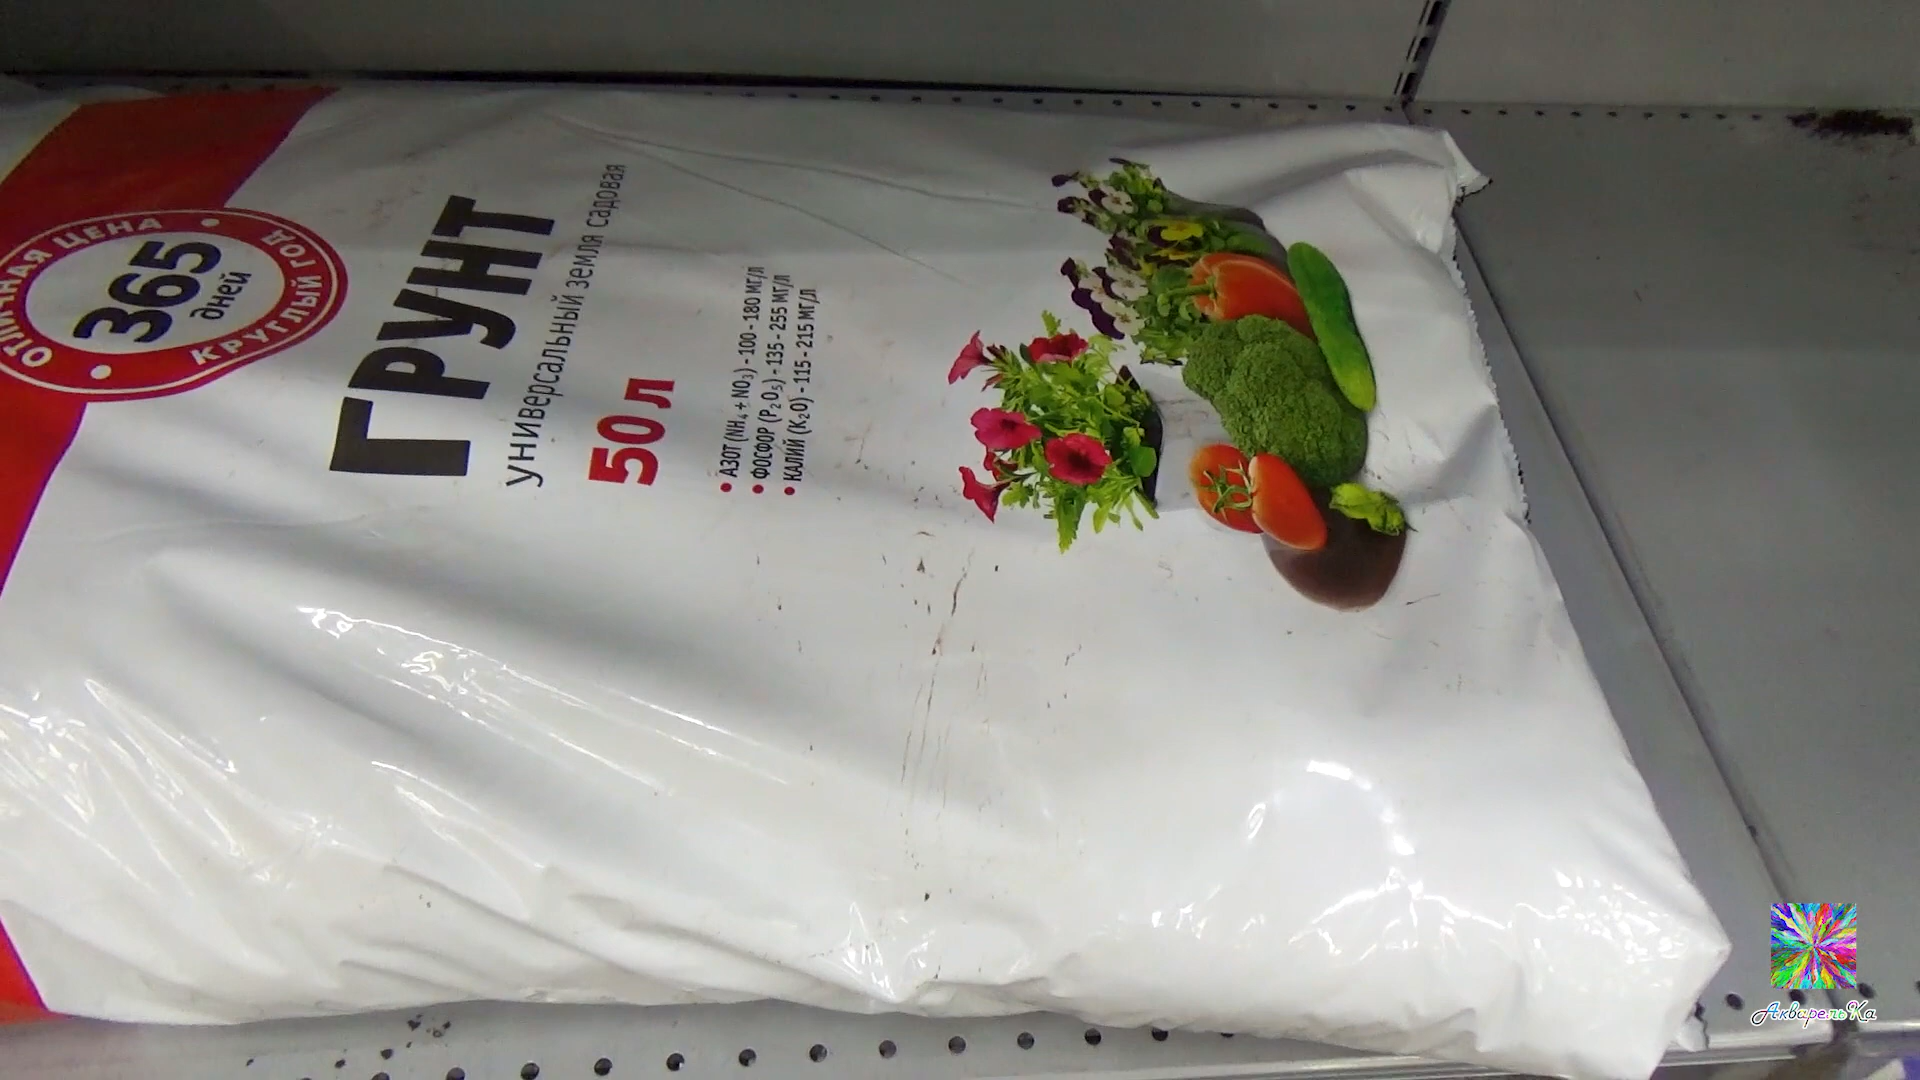 ОТЛИЧНАЯ ЦЕНА
365
дней
КРУГЛЫЙ ГОД
ГРУНТ
универсальный земля садовая
50 л
• АЗОТ (NH₄ + NO₃) - 100 - 180 МГ/Л
• ФОСФОР (P₂O₅) - 135 - 255 МГ/Л
• КАЛИЙ (K₂O) - 115 - 215 МГ/Л
АкварельКа